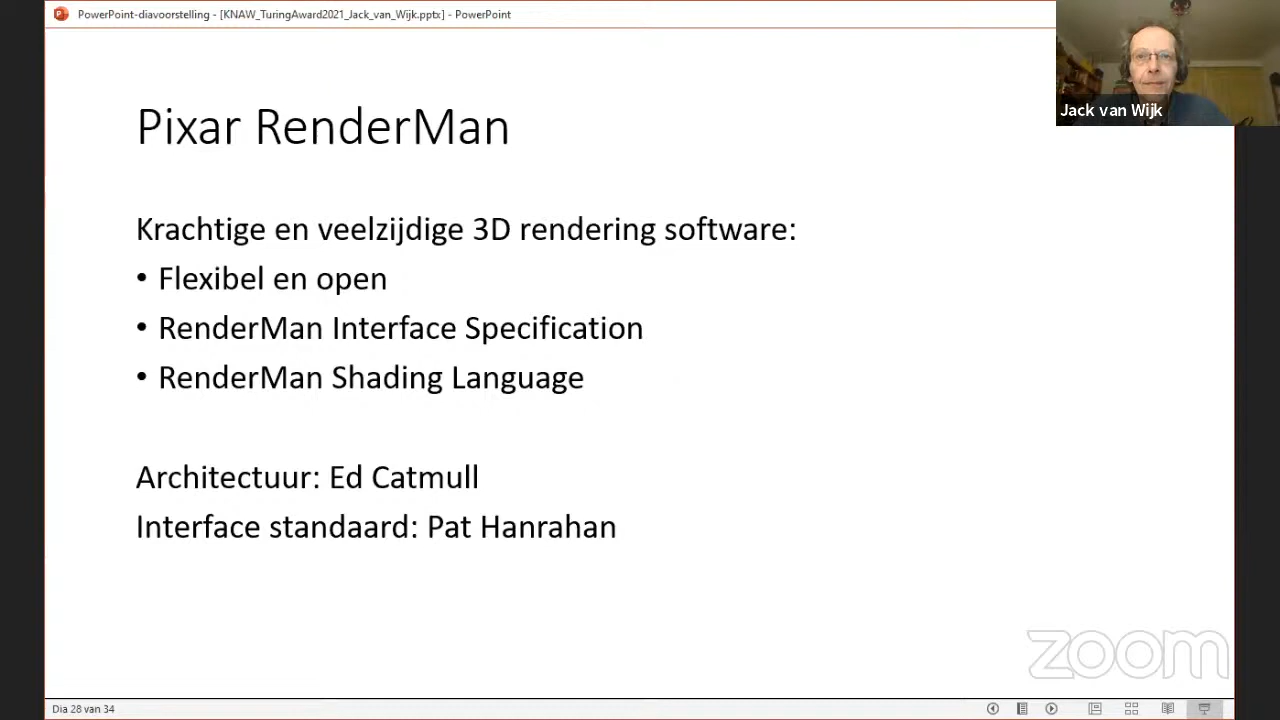 PowerPoint-diavoorstelling - [KNAW_TuringAward2021_Jack_van_Wijk.pptx] - PowerPoint
Jack van Wijk
Pixar RenderMan
Krachtige en veelzijdige 3D rendering software:
• Flexibel en open
• RenderMan Interface Specification
• RenderMan Shading Language
Architectuur: Ed Catmull
Interface standaard: Pat Hanrahan
zoom
Dia 28 van 34